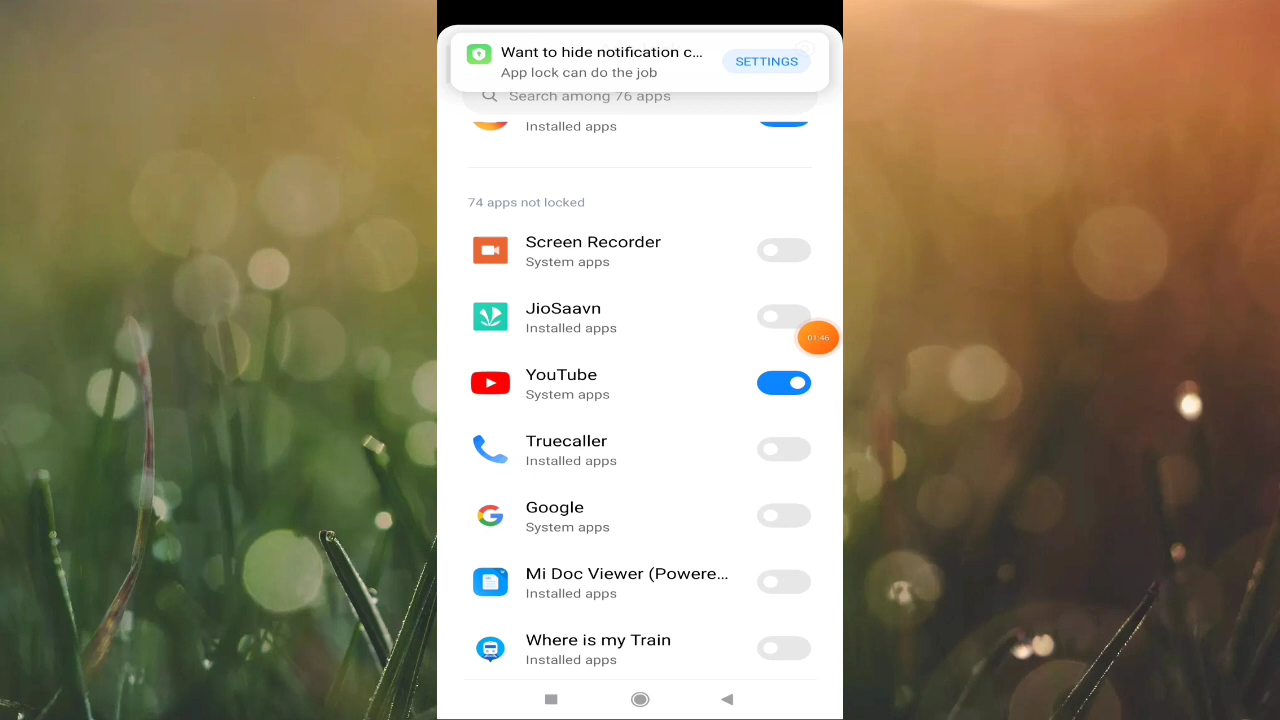 Want to hide notification c...
App lock can do the job
SETTINGS
Search among 76 apps
Installed apps
74 apps not locked
Screen Recorder
System apps
JioSaavn
Installed apps
01:46
YouTube
System apps
Truecaller
Installed apps
Google
System apps
Mi Doc Viewer (Powere...
Installed apps
Where is my Train
Installed apps